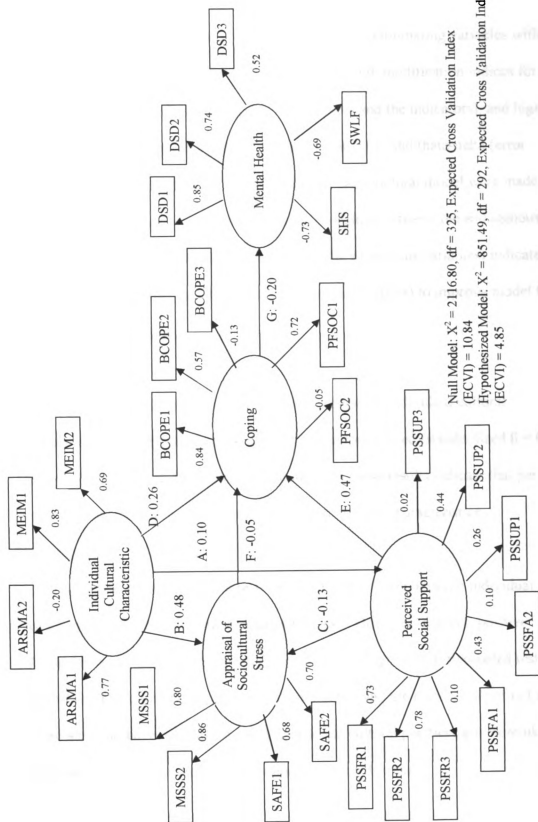 MEIM2
0.69
MEIM1
0.83
ARSMA2
-0.20
ARSMA1
0.77
Individual
Cultural
Characteristic
DSD1
0.85
DSD2
0.74
DSD3
0.52
Mental Health
SHS
-0.73
SWLF
-0.69
BCOPE1
0.84
BCOPE2
0.57
BCOPE3
-0.13
Coping
PFSOC2
-0.05
PFSOC1
0.72
G: -0.20
D: 0.26
A: 0.10
F: -0.05
B: 0.48
E: 0.47
C: -0.13
MSSS1
0.80
MSSS2
0.86
Appraisal of
Sociocultural
Stress
SAFE1
0.68
SAFE2
0.70
Perceived
Social Support
PSSFR1
0.73
PSSFR2
0.78
PSSFR3
0.10
PSSFA1
0.43
PSSFA2
0.10
PSSUP1
0.26
PSSUP2
0.44
PSSUP3
0.02
Null Model: X² = 2116.80, df = 325, Expected Cross Validation Index
(ECVI) = 10.84
Hypothesized Model: X² = 851.49, df = 292, Expected Cross Validation
(ECVI) = 4.85